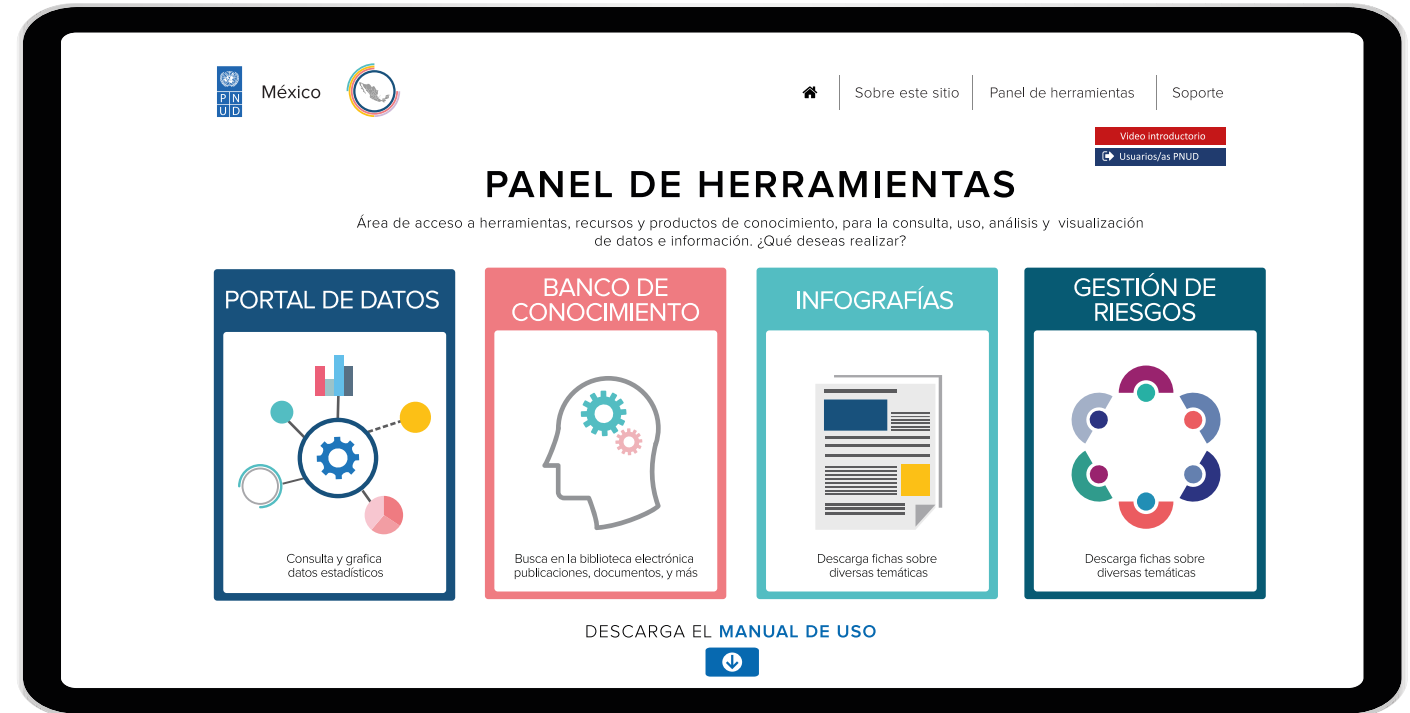 PN
UD
México
Sobre este sitio
Panel de herramientas
Soporte
Video introductorio
Usuarios/as PNUD
PANEL DE HERRAMIENTAS
Área de acceso a herramientas, recursos y productos de conocimiento, para la consulta, uso, análisis y visualización
de datos e información. ¿Qué deseas realizar?
PORTAL DE DATOS
Consulta y grafica
datos estadísticos
BANCO DE
CONOCIMIENTO
Busca en la biblioteca electrónica
publicaciones, documentos, y más
INFOGRAFÍAS
Descarga fichas sobre
diversas temáticas
GESTIÓN DE
RIESGOS
Descarga fichas sobre
diversas temáticas
DESCARGA EL MANUAL DE USO